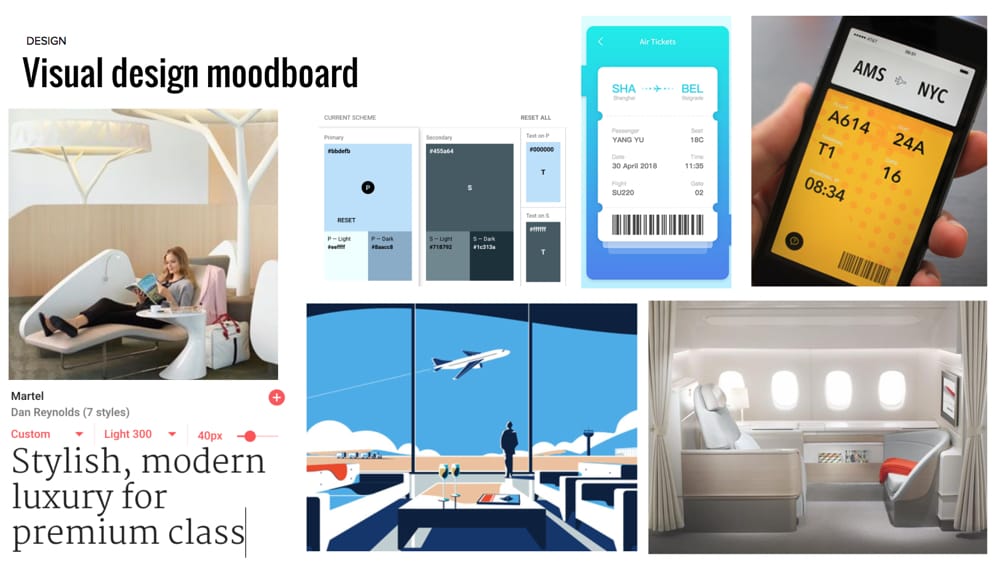 DESIGN
Visual design moodboard
CURRENT SCHEME
RESET ALL
Primary
#bbdefb
P
RESET
P — Light
#eeffff
P — Dark
#8aacc8
Secondary
#455a64
S
S — Light
#718792
S — Dark
#1c313a
Text on P
#000000
T
Text on S
#ffffff
T
Air Tickets
SHA
BEL
Shanghai
Belgrade
Passenger
Seat
YANG YU
18C
Date
Time
30 April 2018
11:35
Flight
Gate
SU220
02
AT&T
AMS
NYC
A614
24A
T1
16
08:34
Martel
Dan Reynolds (7 styles)
Custom
Light 300
40px
Stylish, modern
luxury for
premium class